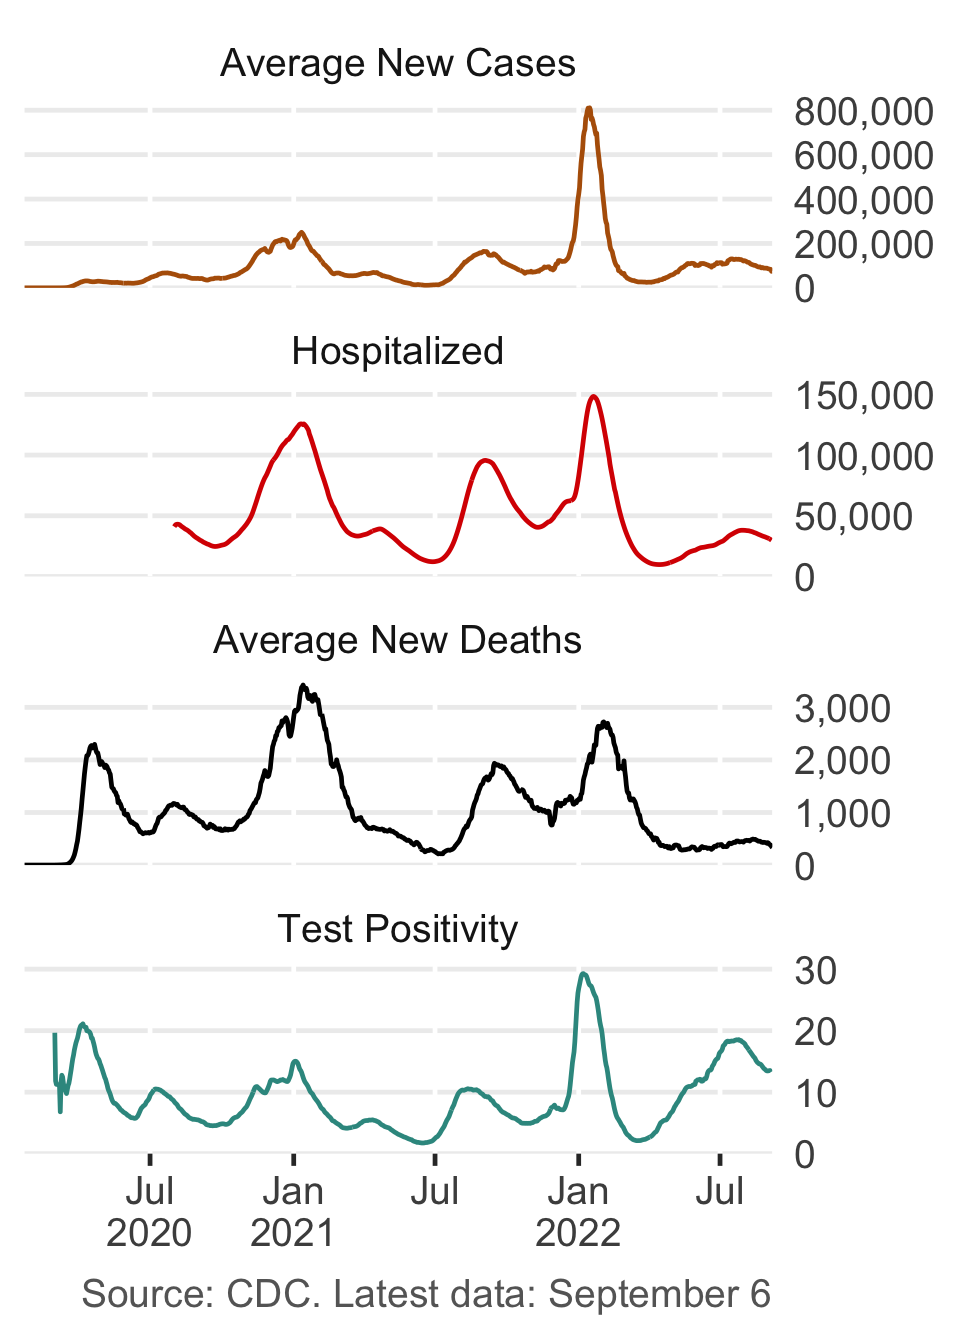 Average New Cases
800,000
600,000
400,000
200,000
0
Hospitalized
150,000
100,000
50,000
0
Average New Deaths
3,000
2,000
1,000
0
Test Positivity
30
20
10
0
Jul Jan Jul Jan Jul
2020 2021 2022
Source: CDC. Latest data: September 6